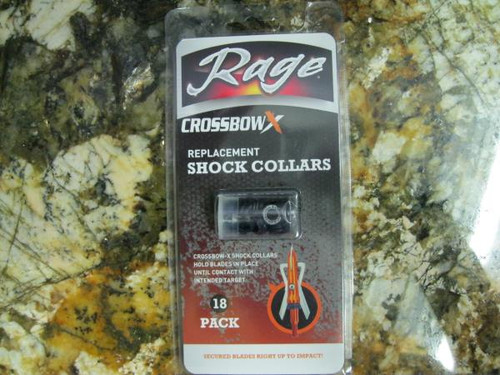 Rage
CROSSBOWX
REPLACEMENT
SHOCK COLLARS
CROSSBOW-X SHOCK COLLARS
HOLD BLADES IN PLACE
UNTIL CONTACT WITH
INTENDED TARGET
18
PACK
SECURED BLADES RIGHT UP TO IMPACT!